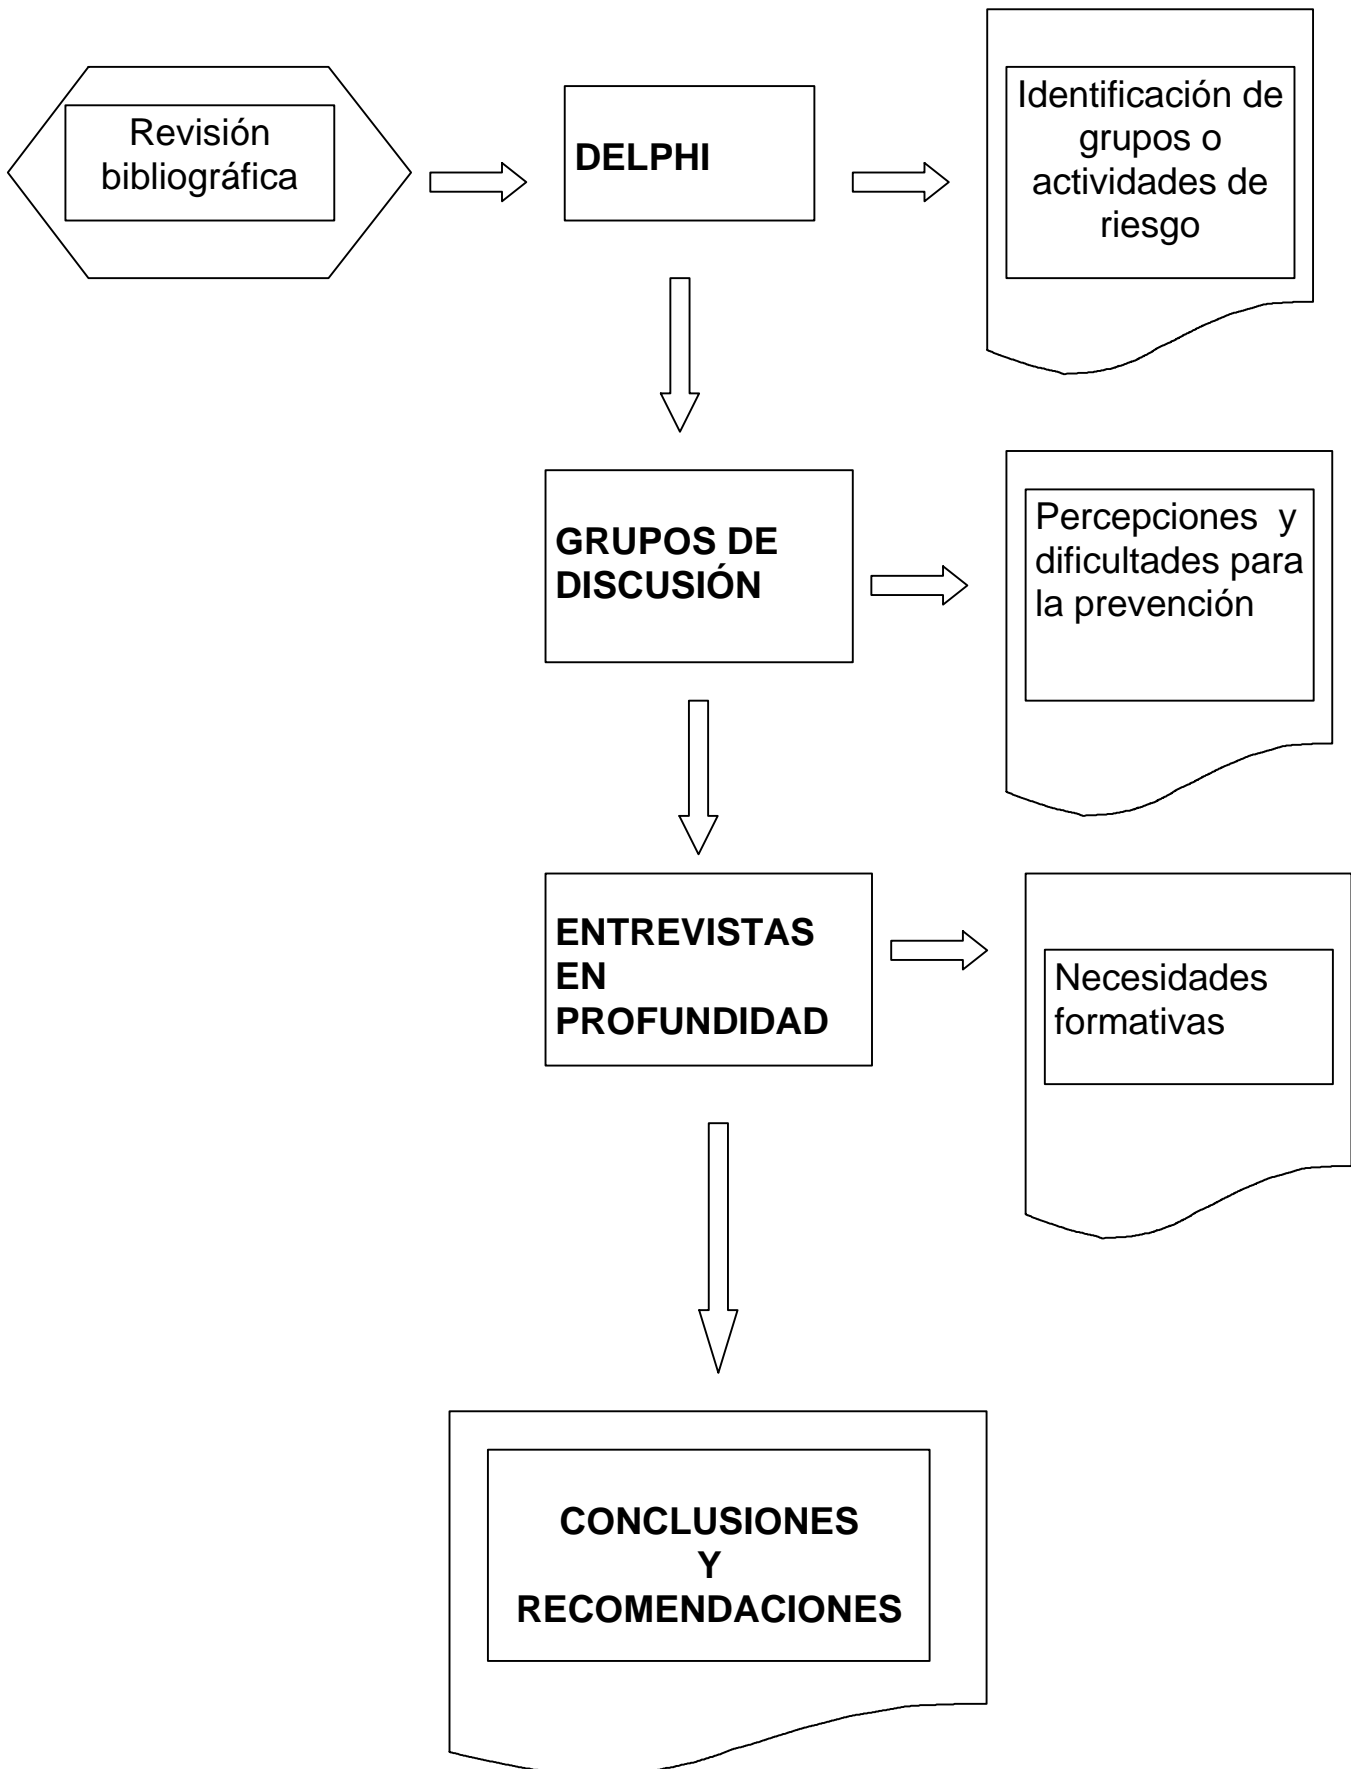 Revisión
bibliográfica
DELPHI
Identificación de
grupos o
actividades de
riesgo
GRUPOS DE
DISCUSIÓN
Percepciones y
dificultades para
la prevención
ENTREVISTAS
EN
PROFUNDIDAD
Necesidades
formativas
CONCLUSIONES
Y
RECOMENDACIONES